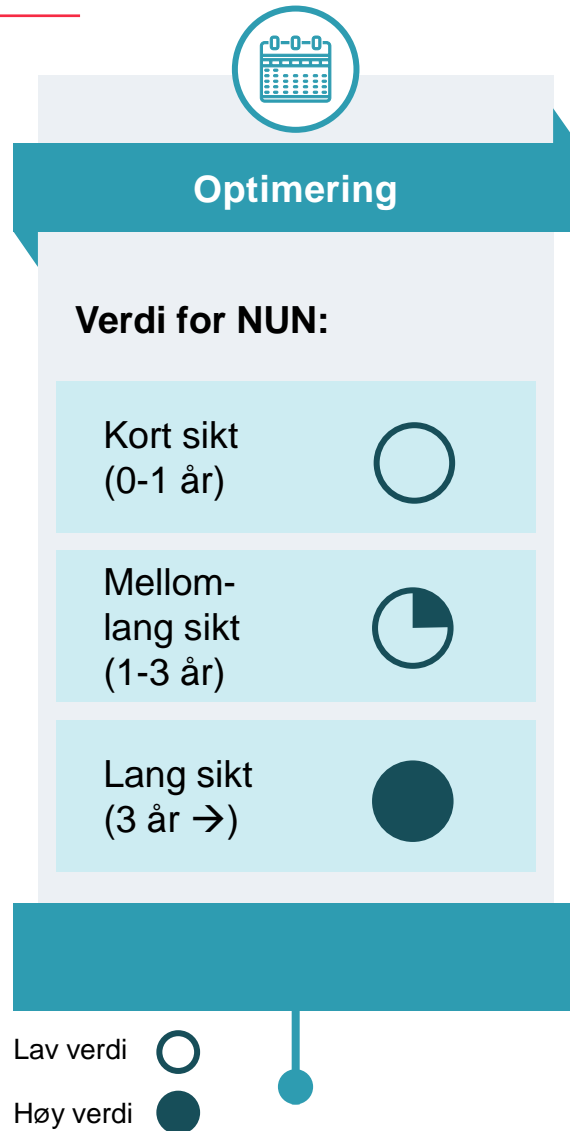 Optimering
Verdi for NUN:
Kort sikt
(0-1 år)
Mellom-
lang sikt
(1-3 år)
Lang sikt
(3 år →)
Lav verdi
Høy verdi